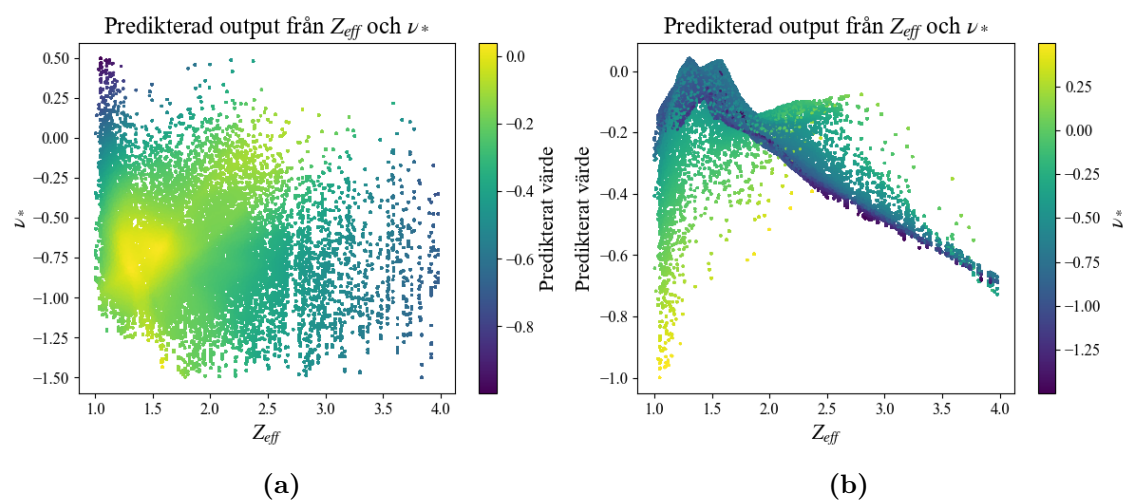 Predikterad output från Z_eff och ν*
0.50
0.25
0.00
−0.25
−0.50
−0.75
−1.00
−1.25
−1.50
ν*
1.0 1.5 2.0 2.5 3.0 3.5 4.0
Z_eff
0.0
−0.2
−0.4
−0.6
−0.8
Predikterat värde
(a)
Predikterad output från Z_eff och ν*
0.0
−0.2
−0.4
−0.6
−0.8
−1.0
Predikterat värde
1.0 1.5 2.0 2.5 3.0 3.5 4.0
Z_eff
0.25
0.00
−0.25
−0.50
−0.75
−1.00
−1.25
ν*
(b)